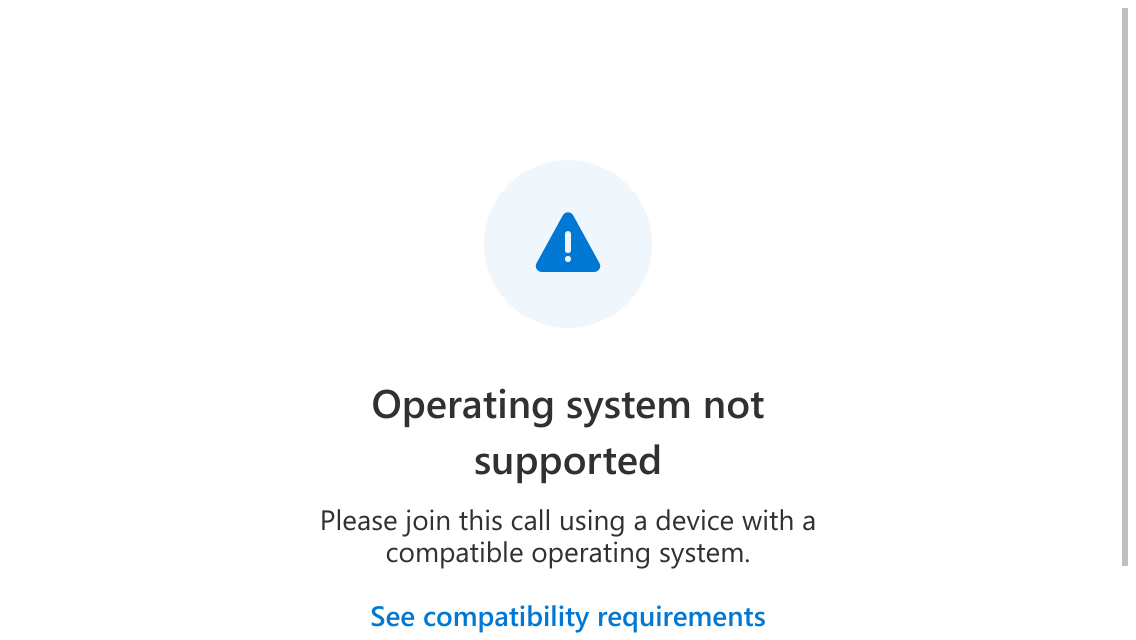 Operating system not
supported
Please join this call using a device with a
compatible operating system.
See compatibility requirements